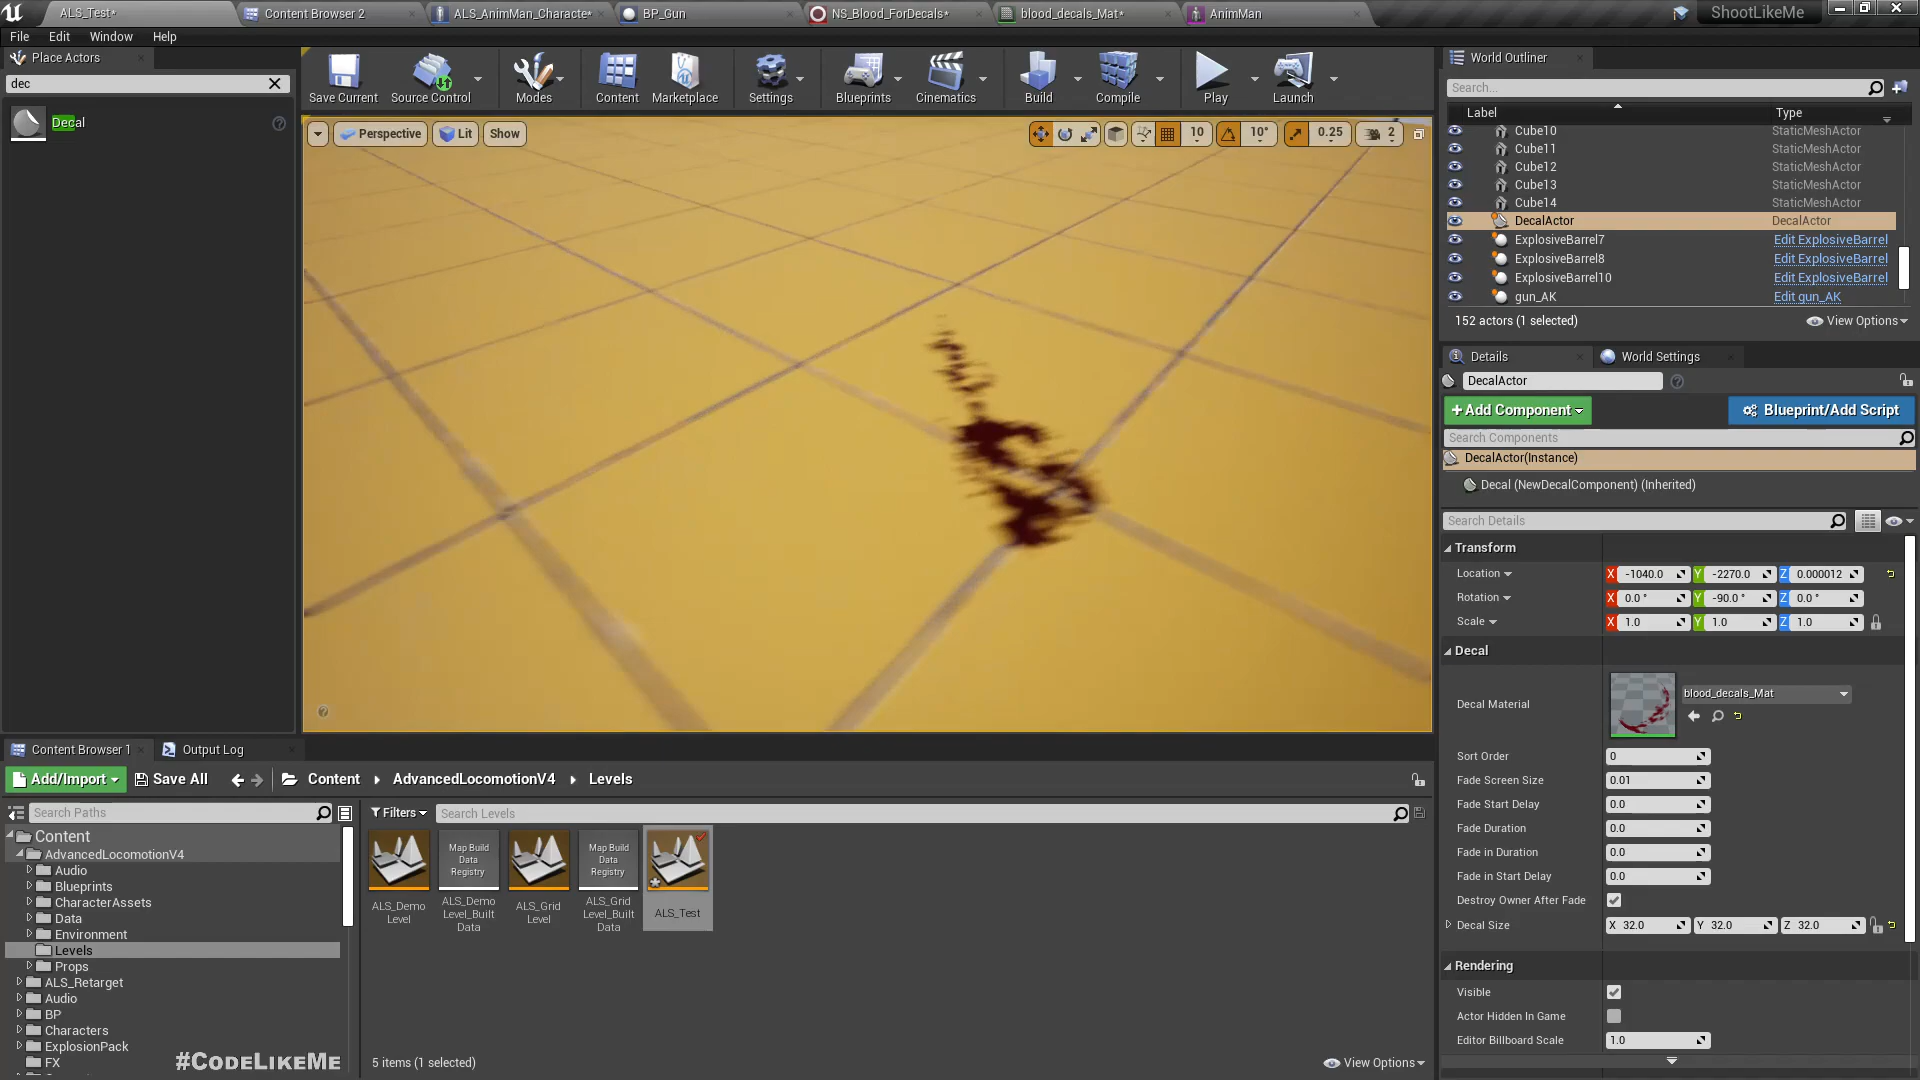 ALS_Test*
Content Browser 2
ALS_AnimMan_Characte*
BP_Gun
NS_Blood_ForDecals*
blood_decals_Mat*
AnimMan
ShootLikeMe
File
Edit
Window
Help
Place Actors
dec
Decal
Save Current
Source Control
Modes
Content
Marketplace
Settings
Blueprints
Cinematics
Build
Compile
Play
Launch
Perspective
Lit
Show
10
10°
0.25
2
World Outliner
Search...
Label
Type
Cube10 StaticMeshActor
Cube11 StaticMeshActor
Cube12 StaticMeshActor
Cube13 StaticMeshActor
Cube14 StaticMeshActor
DecalActor DecalActor
ExplosiveBarrel7 Edit ExplosiveBarrel
ExplosiveBarrel8 Edit ExplosiveBarrel
ExplosiveBarrel10 Edit ExplosiveBarrel
gun_AK Edit gun_AK
152 actors (1 selected)
View Options
Details
World Settings
DecalActor
+Add Component
Blueprint/Add Script
Search Components
DecalActor(Instance)
Decal (NewDecalComponent) (Inherited)
Search Details
Transform
Location X -1040.0 Y -2270.0 Z 0.000012
Rotation X 0.0 ° Y -90.0 ° Z 0.0 °
Scale X 1.0 Y 1.0 Z 1.0
Decal
Decal Material
blood_decals_Mat
Sort Order 0
Fade Screen Size 0.01
Fade Start Delay 0.0
Fade Duration 0.0
Fade in Duration 0.0
Fade in Start Delay 0.0
Destroy Owner After Fade
Decal Size X 32.0 Y 32.0 Z 32.0
Rendering
Visible
Actor Hidden In Game
Editor Billboard Scale 1.0
Content Browser 1
Output Log
Add/Import
Save All
Content
AdvancedLocomotionV4
Levels
Search Paths
Filters
Search Levels
Content
AdvancedLocomotionV4
Audio
Blueprints
CharacterAssets
Data
Environment
Levels
Props
ALS_Retarget
Audio
BP
Characters
ExplosionPack
FX
ALS_Demo
Level
Map Build
Data
Registry
ALS_Demo
Level_Built
Data
ALS_Grid
Level
Map Build
Data
Registry
ALS_Grid
Level_Built
Data
ALS_Test
5 items (1 selected)
View Options
#CodeLikeMe